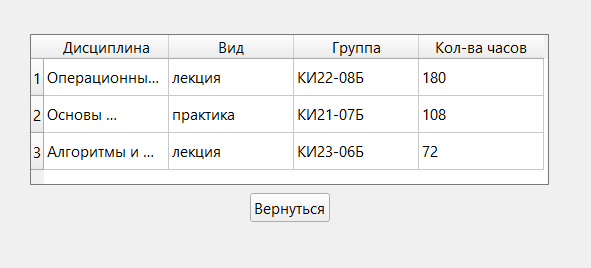 Дисциплина Вид Группа Кол-ва часов
1 Операционны... лекция КИ22-08Б 180
2 Основы ... практика КИ21-07Б 108
3 Алгоритмы и ... лекция КИ23-06Б 72
Вернуться